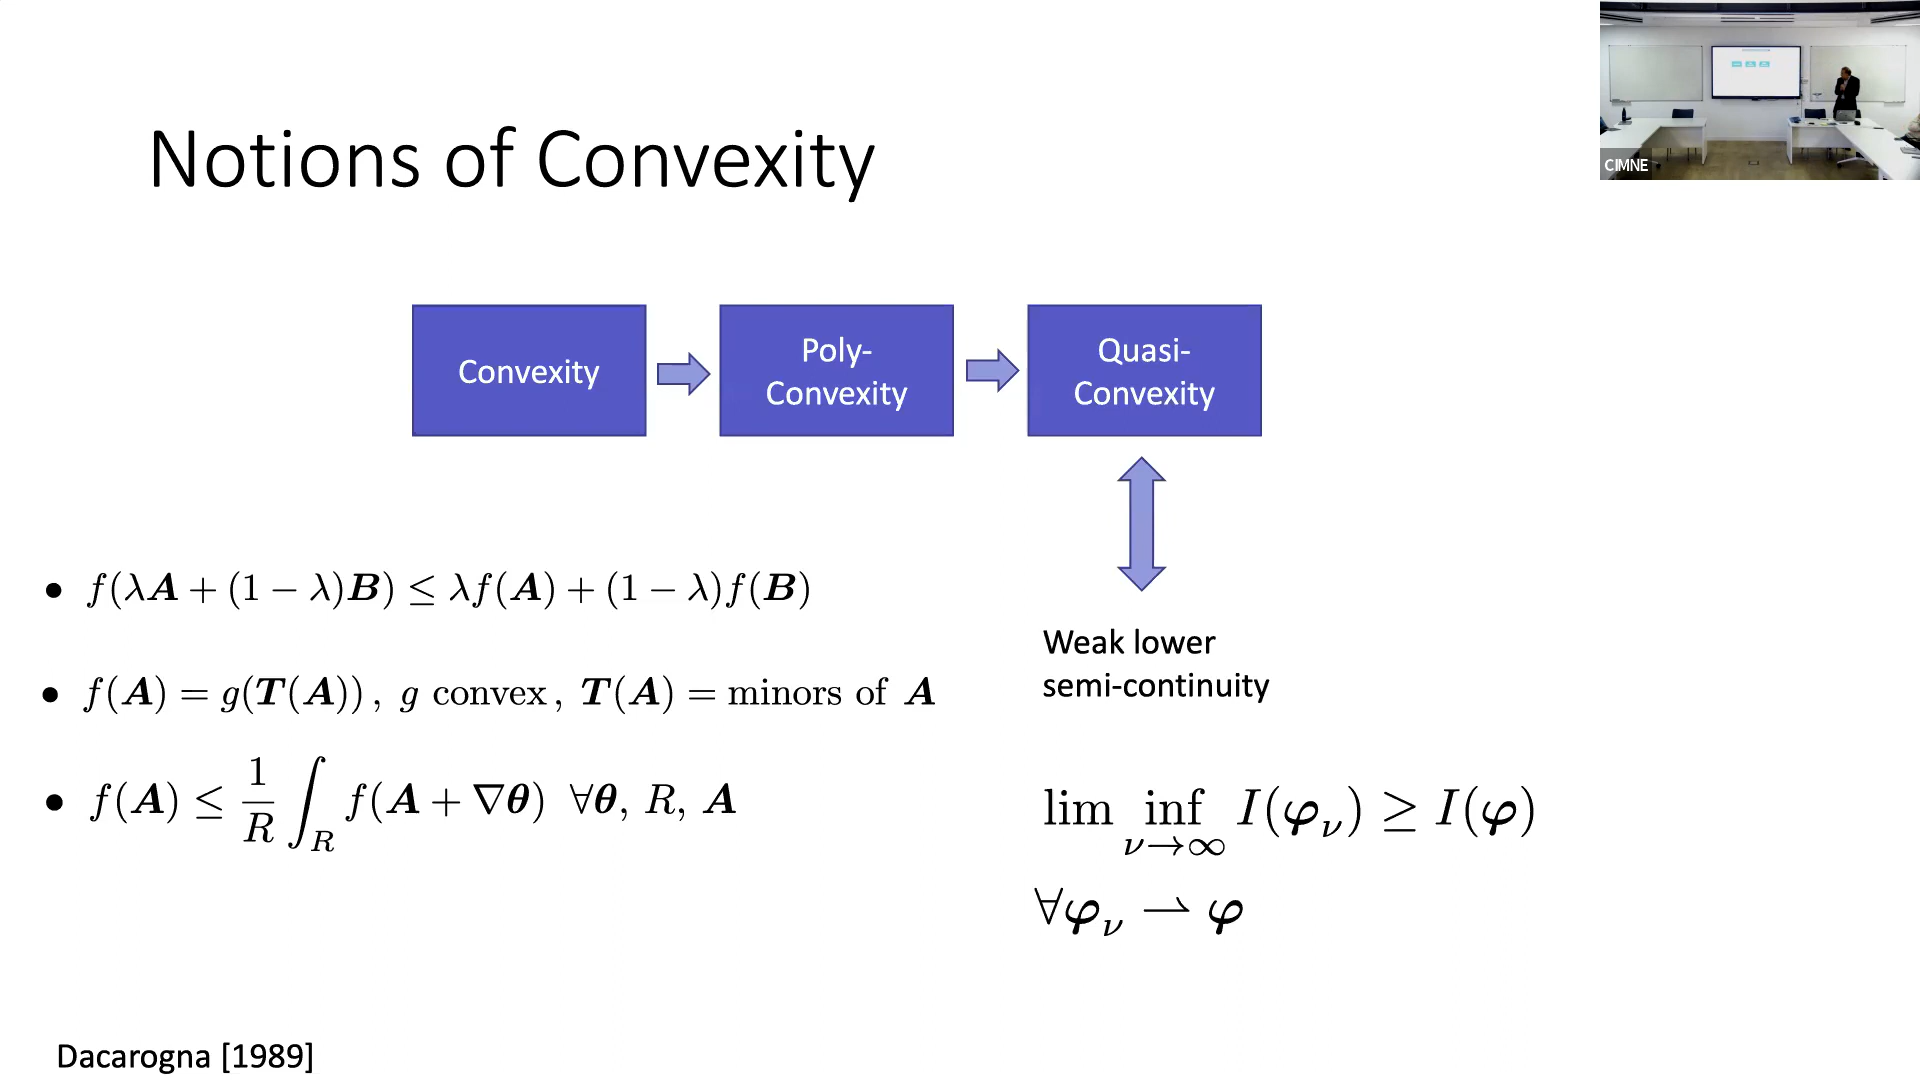 CIMNE
Notions of Convexity
Convexity
Poly-
Convexity
Quasi-
Convexity
• f(λA + (1 − λ)B) ≤ λf(A) + (1 − λ)f(B)
• f(A) = g(T(A)) , g convex , T(A) = minors of A
• f(A) ≤ 1/R ∫_R f(A + ∇θ) ∀θ, R, A
Weak lower
semi-continuity
lim inf_{ν→∞} I(φ_ν) ≥ I(φ)
∀φ_ν ⇀ φ
Dacarogna [1989]